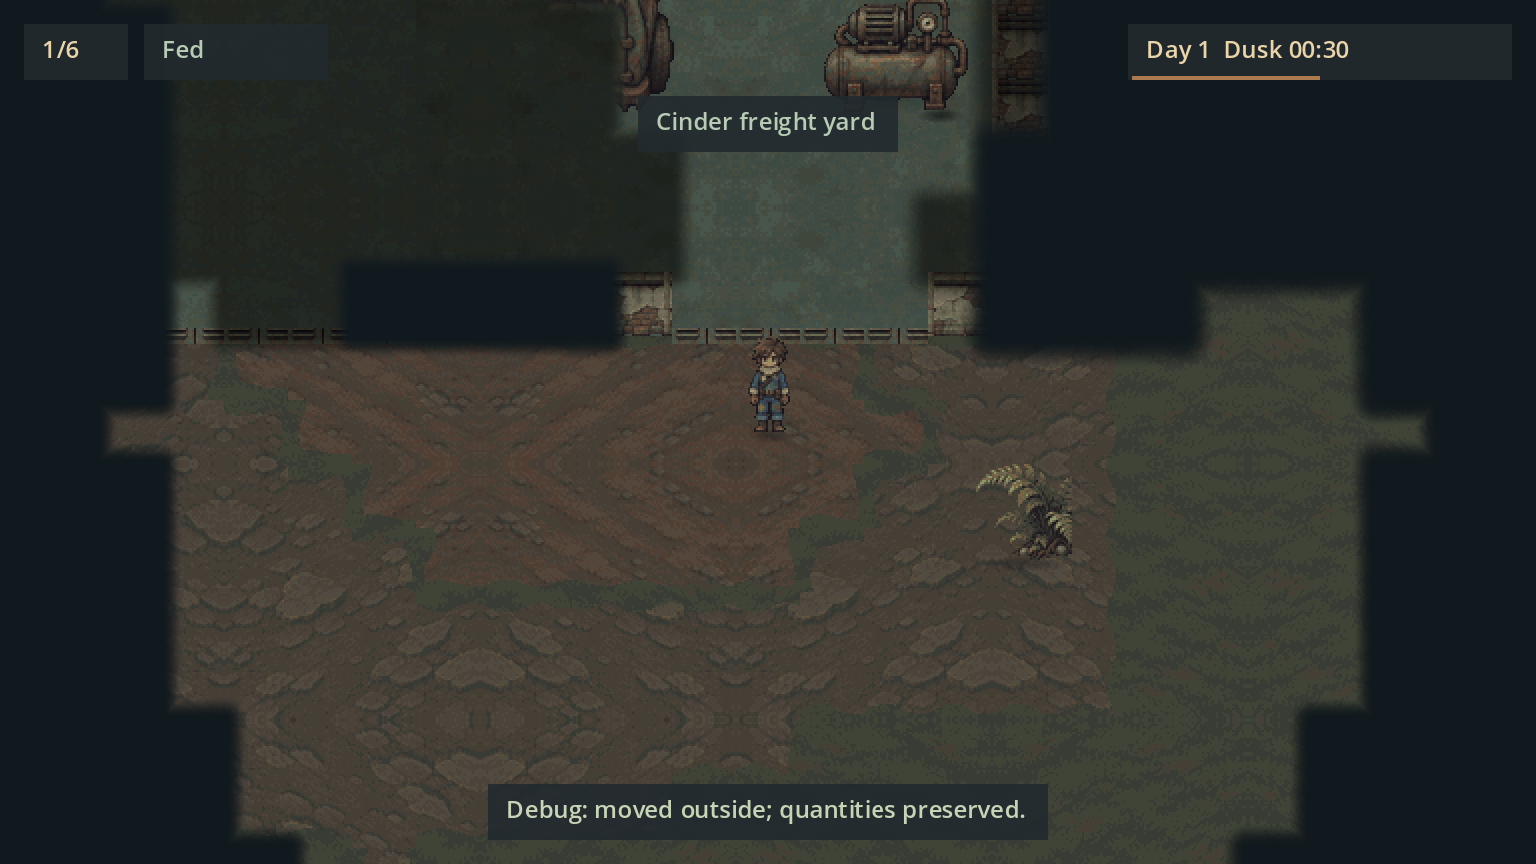 1/6
Fed
Day 1 Dusk 00:30
Cinder freight yard
Debug: moved outside; quantities preserved.